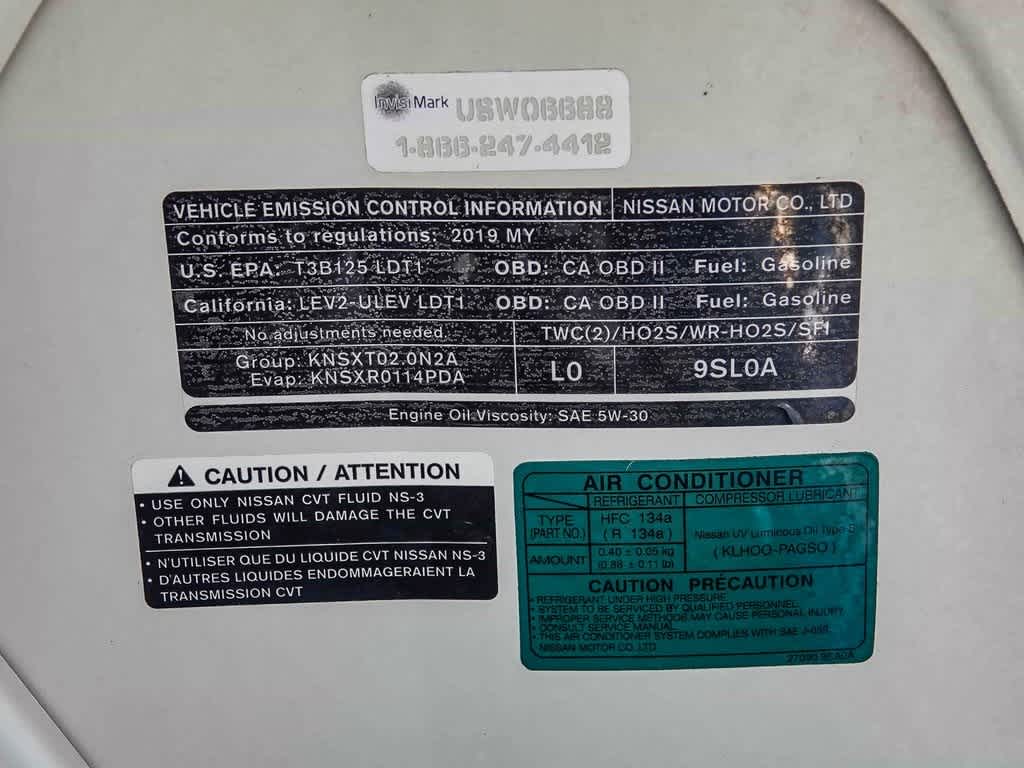 InvisiMark USW06688
1-866-247-4412
VEHICLE EMISSION CONTROL INFORMATION NISSAN MOTOR CO., LTD
Conforms to regulations: 2019 MY
U.S. EPA: T3B125 LDT1 OBD: CA OBD II Fuel: Gasoline
California: LEV2-ULEV LDT1 OBD: CA OBD II Fuel: Gasoline
No adjustments needed. TWC(2)/HO2S/WR-HO2S/SFI
Group: KNSXT02.0N2A
Evap: KNSXR0114PDA
L0 9SL0A
Engine Oil Viscosity: SAE 5W-30
CAUTION / ATTENTION
• USE ONLY NISSAN CVT FLUID NS-3
• OTHER FLUIDS WILL DAMAGE THE CVT
TRANSMISSION
• N'UTILISER QUE DU LIQUIDE CVT NISSAN NS-3
• D'AUTRES LIQUIDES ENDOMMAGERAIENT LA
TRANSMISSION CVT
AIR CONDITIONER
REFRIGERANT COMPRESSOR LUBRICANT
TYPE HFC 134a Nissan UV Luminous Oil Type S
(PART NO.) (R 134a) (KLH00-PAGS0)
AMOUNT 0.40 ± 0.05 kg
(0.88 ± 0.11 lb)
CAUTION PRÉCAUTION
• REFRIGERANT UNDER HIGH PRESSURE.
• SYSTEM TO BE SERVICED BY QUALIFIED PERSONNEL.
• IMPROPER SERVICE METHODS MAY CAUSE PERSONAL INJURY.
• CONSULT SERVICE MANUAL.
• THIS AIR CONDITIONER SYSTEM COMPLIES WITH SAE
NISSAN MOTOR CO. LTD
27090